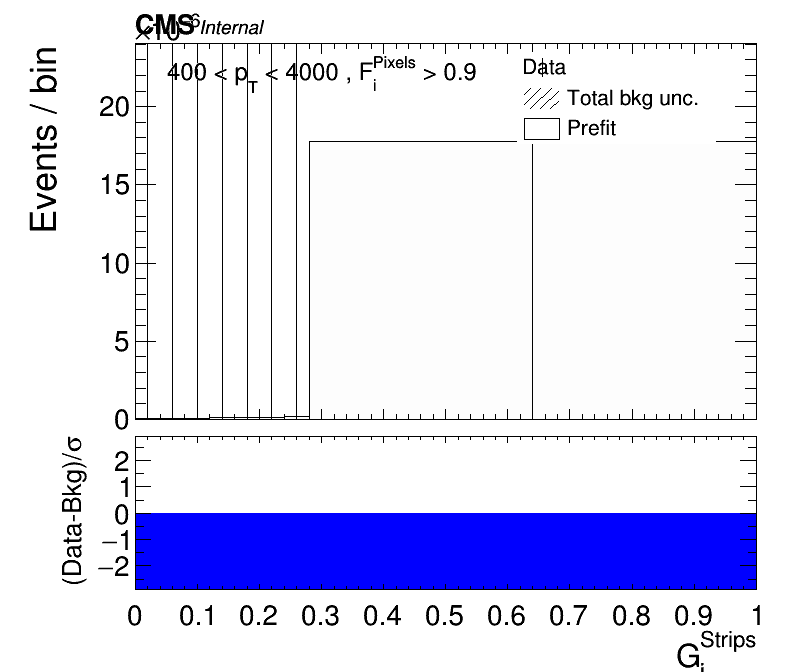 CMS Internal
×10^6
400 < p_T < 4000 , F_i^Pixels > 0.9
Data
Total bkg unc.
Prefit
Events / bin
20
15
10
5
0
(Data-Bkg)/σ
2
1
0
−1
−2
0 0.1 0.2 0.3 0.4 0.5 0.6 0.7 0.8 0.9 1
G_i^Strips